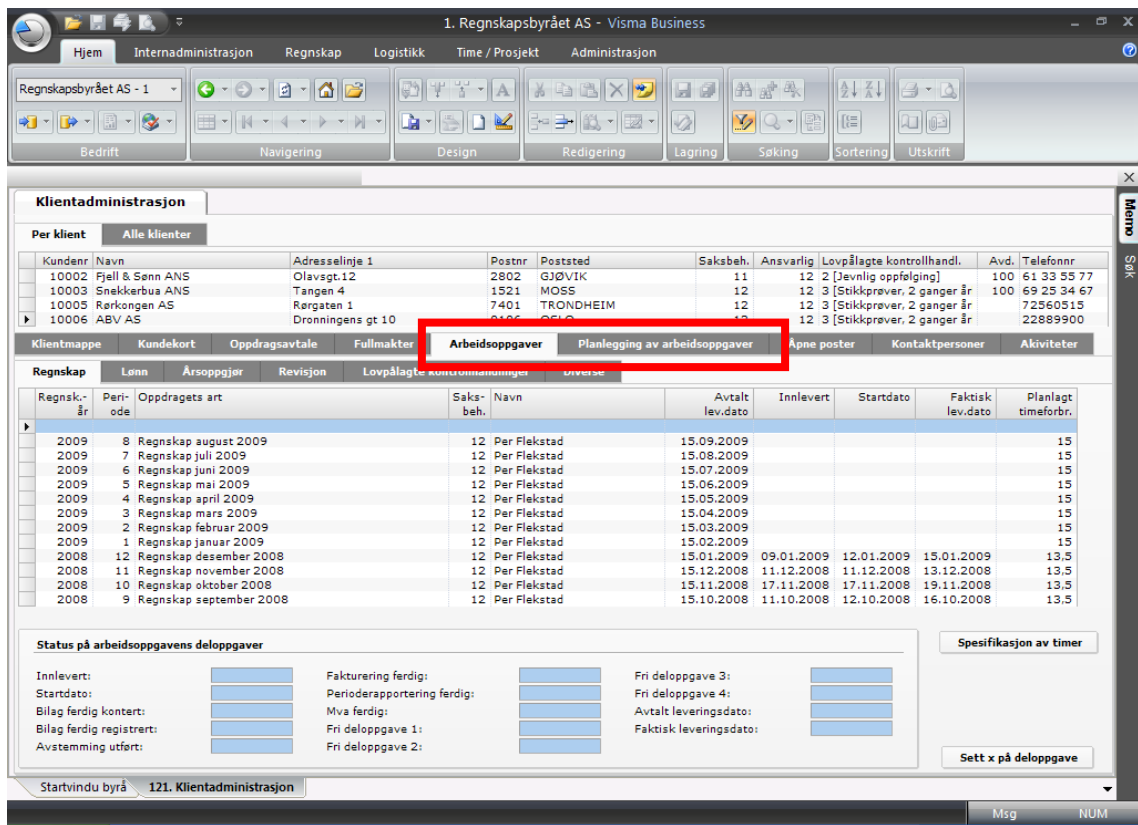 1. Regnskapsbyrået AS - Visma Business
Hjem Internadministrasjon Regnskap Logistikk Time / Prosjekt Administrasjon
Regnskapsbyrået AS - 1
Bedrift Navigering Design Redigering Lagring Søking Sortering Utskrift
Klientadministrasjon
Memo
Søk
Per klient Alle klienter
Kundenr Navn Adresselinje 1 Postnr Poststed Saksbeh. Ansvarlig Lovpålagte kontrollhandl. Avd. Telefonnr
10002 Fjell & Sønn ANS Olavsgt.12 2802 GJØVIK 11 12 2 [Jevnlig oppfølging] 100 61 33 55 77
10003 Snekkerbua ANS Tangen 4 1521 MOSS 12 12 3 [Stikkprøver, 2 ganger år 100 69 25 34 67
10005 Rørkongen AS Rørgaten 1 7401 TRONDHEIM 12 12 3 [Stikkprøver, 2 ganger år 72560515
10006 ABV AS Dronningens gt 10 OSLO 12 12 3 [Stikkprøver, 2 ganger år 22889900
Klientmappe Kundekort Oppdragsavtale Fullmakter Arbeidsoppgaver Planlegging av arbeidsoppgaver Åpne poster Kontaktpersoner Akiviteter
Regnskap Lønn Årsoppgjør Revisjon Lovpålagte kontrollhandlinger Diverse
Regnsk.- Peri- Oppdragets art Saks- Navn Avtalt Innlevert Startdato Faktisk Planlagt
år ode beh. lev.dato lev.dato timeforbr.
2009 8 Regnskap august 2009 12 Per Flekstad 15.09.2009 15
2009 7 Regnskap juli 2009 12 Per Flekstad 15.08.2009 15
2009 6 Regnskap juni 2009 12 Per Flekstad 15.07.2009 15
2009 5 Regnskap mai 2009 12 Per Flekstad 15.06.2009 15
2009 4 Regnskap april 2009 12 Per Flekstad 15.05.2009 15
2009 3 Regnskap mars 2009 12 Per Flekstad 15.04.2009 15
2009 2 Regnskap februar 2009 12 Per Flekstad 15.03.2009 15
2009 1 Regnskap januar 2009 12 Per Flekstad 15.02.2009 15
2008 12 Regnskap desember 2008 12 Per Flekstad 15.01.2009 09.01.2009 12.01.2009 15.01.2009 13,5
2008 11 Regnskap november 2008 12 Per Flekstad 15.12.2008 11.12.2008 11.12.2008 13.12.2008 13,5
2008 10 Regnskap oktober 2008 12 Per Flekstad 15.11.2008 17.11.2008 17.11.2008 19.11.2008 13,5
2008 9 Regnskap september 2008 12 Per Flekstad 15.10.2008 11.10.2008 12.10.2008 16.10.2008 13,5
Status på arbeidsoppgavens deloppgaver Spesifikasjon av timer
Innlevert: Fakturering ferdig: Fri deloppgave 3:
Startdato: Perioderapportering ferdig: Fri deloppgave 4:
Bilag ferdig kontert: Mva ferdig: Avtalt leveringsdato:
Bilag ferdig registrert: Fri deloppgave 1: Faktisk leveringsdato:
Avstemming utført: Fri deloppgave 2:
Sett x på deloppgave
Startvindu byrå 121. Klientadministrasjon
Msg NUM